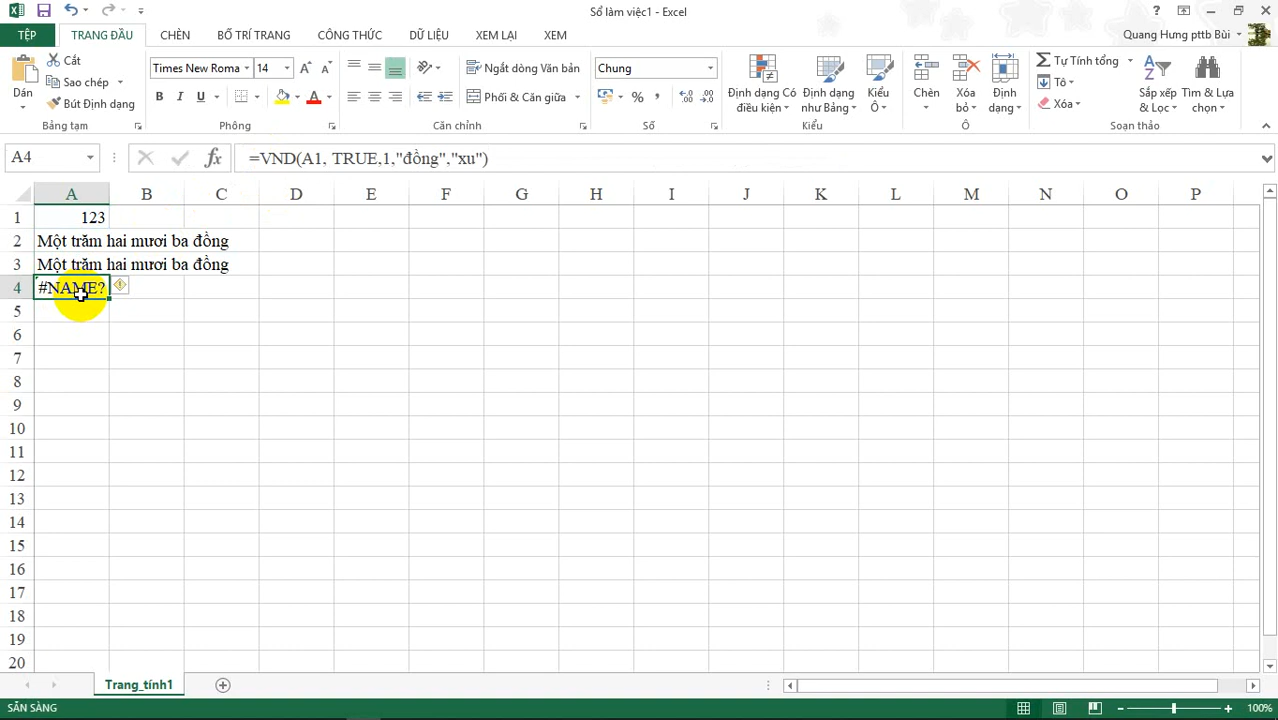 Sổ làm việc1 - Excel
TỆP TRANG ĐẦU CHÈN BỐ TRÍ TRANG CÔNG THỨC DỮ LIỆU XEM LẠI XEM Quang Hung pttb Bùi
Dán
Cắt
Sao chép
Bút Định dạng
Bảng tạm
Times New Roma 14
B I U
Phông
Ngắt dòng Văn bản
Phối & Căn giữa
Căn chỉnh
Chung
%
Số
Định dạng Có điều kiện
Định dạng như Bảng
Kiểu Ô
Kiểu
Chèn
Xóa bỏ
Định dạng
Ô
Tự Tính tổng
Tô
Xóa
Sắp xếp & Lọc
Tìm & Lựa chọn
Soạn thảo
A4 fx =VND(A1, TRUE,1,"đồng","xu")
A B C D E F G H I J K L M N O P
1 123
2 Một trăm hai mươi ba đồng
3 Một trăm hai mươi ba đồng
4 #NAME?
5
6
7
8
9
10
11
12
13
14
15
16
17
18
19
20
Trang_tính1
SẴN SÀNG 100%